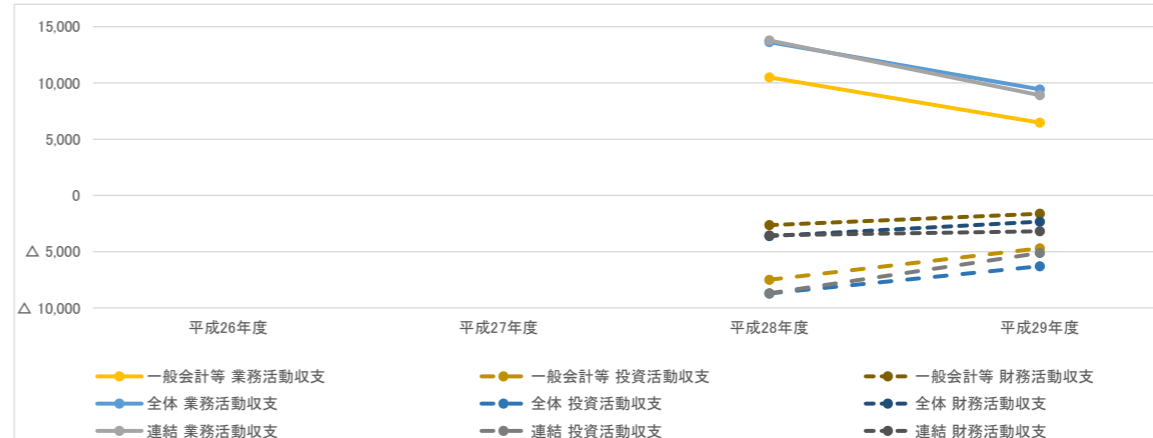 15,000
10,000
5,000
0
△ 5,000
△ 10,000
平成26年度 平成27年度 平成28年度 平成29年度
一般会計等 業務活動収支 一般会計等 投資活動収支 一般会計等 財務活動収支
全体 業務活動収支 全体 投資活動収支 全体 財務活動収支
連結 業務活動収支 連結 投資活動収支 連結 財務活動収支